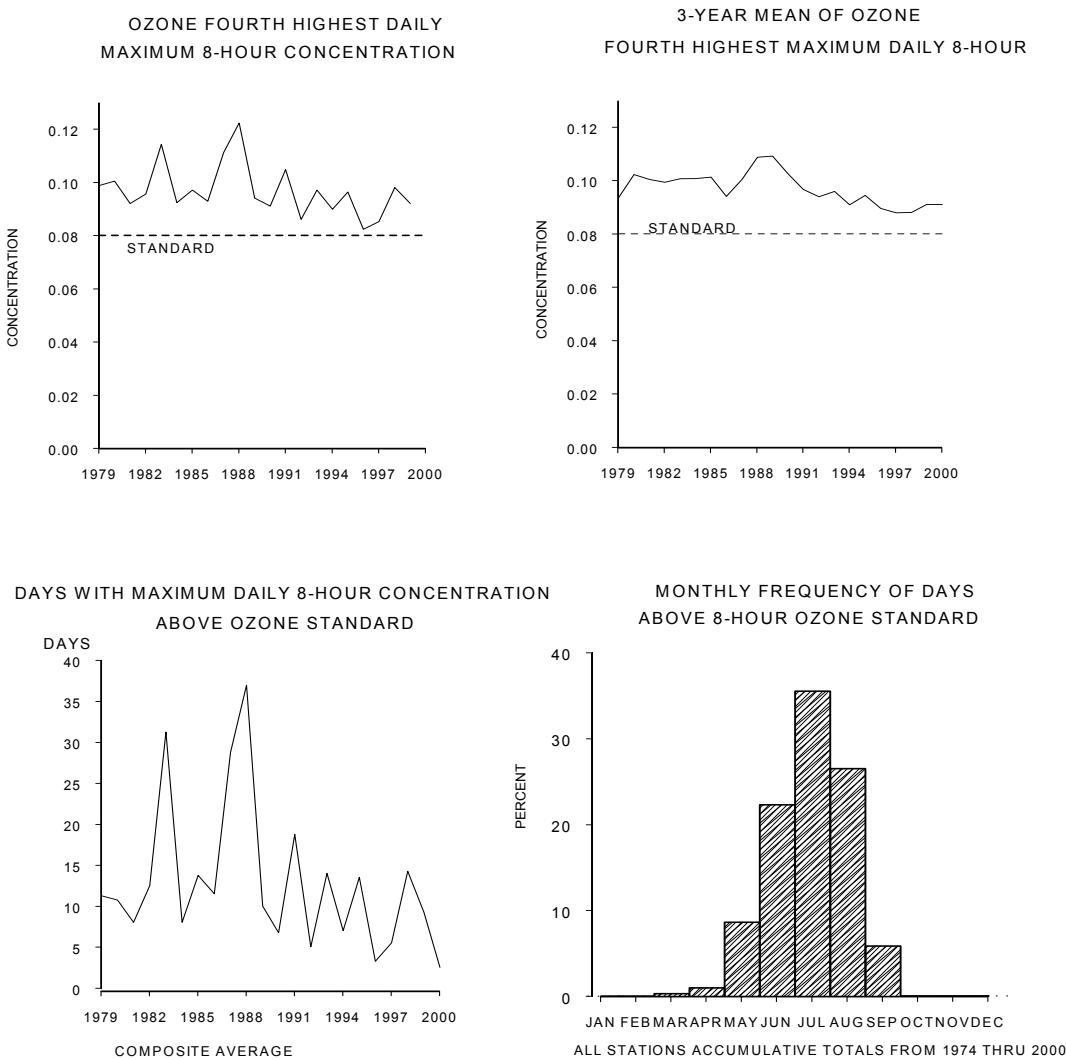 OZONE FOURTH HIGHEST DAILY
MAXIMUM 8-HOUR CONCENTRATION
CONCENTRATION
0.12
0.10
0.08
0.06
0.04
0.02
0.00
STANDARD
1979 1982 1985 1988 1991 1994 1997 2000
3-YEAR MEAN OF OZONE
FOURTH HIGHEST MAXIMUM DAILY 8-HOUR
CONCENTRATION
0.12
0.10
0.08
0.06
0.04
0.02
0.00
STANDARD
1979 1982 1985 1988 1991 1994 1997 2000
DAYS WITH MAXIMUM DAILY 8-HOUR CONCENTRATION
ABOVE OZONE STANDARD
DAYS
40
35
30
25
20
15
10
5
0
1979 1982 1985 1988 1991 1994 1997 2000
COMPOSITE AVERAGE
MONTHLY FREQUENCY OF DAYS
ABOVE 8-HOUR OZONE STANDARD
PERCENT
40
30
20
10
0
JAN FEB MAR APR MAY JUN JUL AUG SEP OCT NOV DEC
ALL STATIONS ACCUMULATIVE TOTALS FROM 1974 THRU 2000